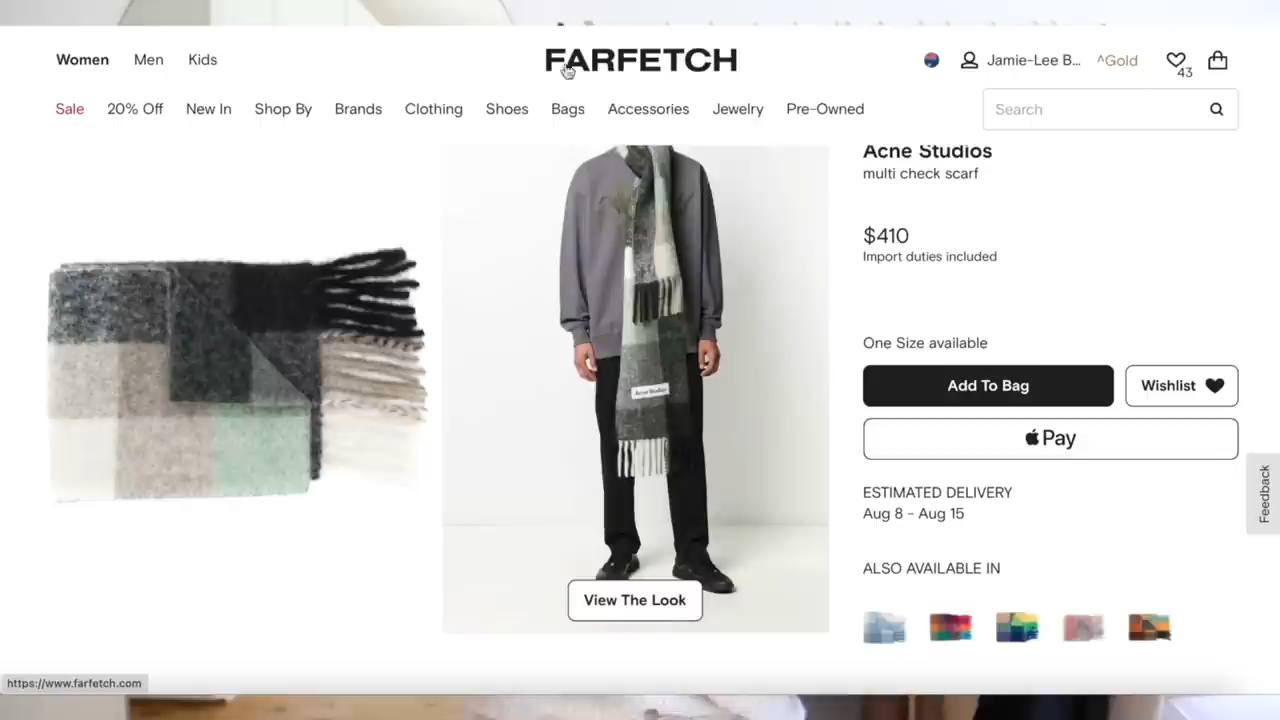 Women Men Kids
FARFETCH
Jamie-Lee B... ^Gold
43
Sale 20% Off New In Shop By Brands Clothing Shoes Bags Accessories Jewelry Pre-Owned
Search
Acne Studios
multi check scarf
$410
Import duties included
One Size available
Add To Bag
Wishlist
Pay
ESTIMATED DELIVERY
Aug 8 - Aug 15
ALSO AVAILABLE IN
Acne Studios
View The Look
Feedback
https://www.farfetch.com